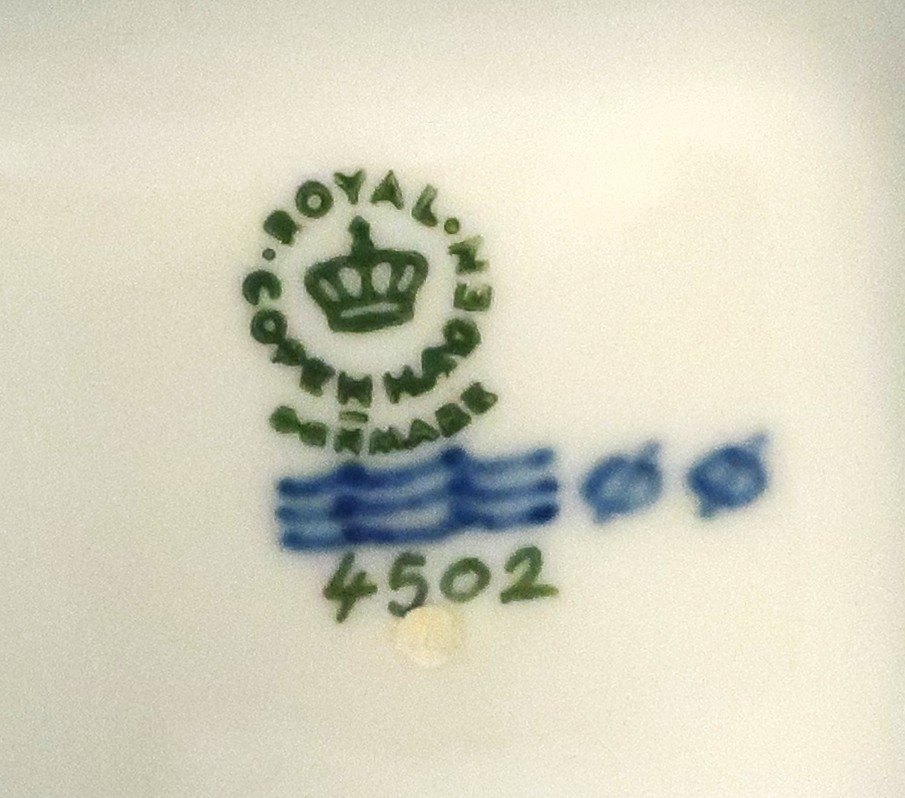 ROYAL
COPENHAGEN
DENMARK
Ø Ø
4502